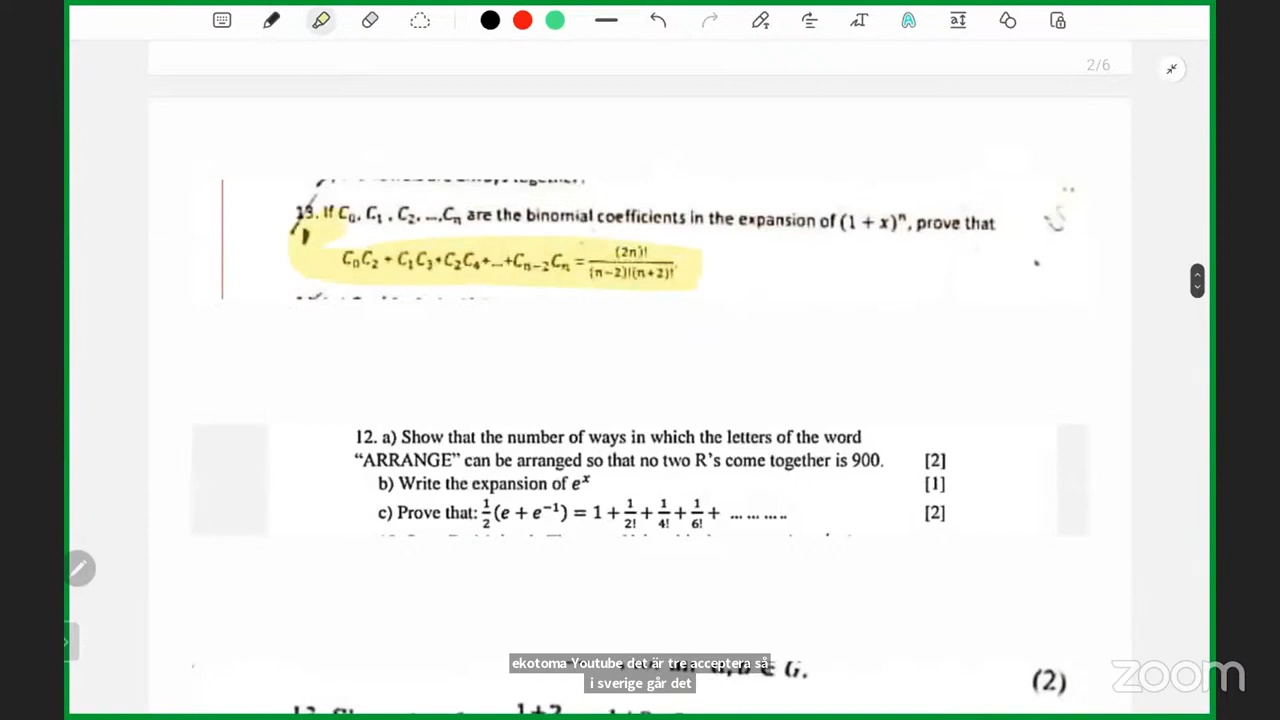 2/6
13. If C₀, C₁, C₂, ...,Cₙ are the binomial coefficients in the expansion of (1 + x)ⁿ, prove that
C₀C₂ + C₁C₃+C₂C₄+...+Cₙ₋₂Cₙ = (2n)!/((n−2)!(n+2)!)
12. a) Show that the number of ways in which the letters of the word
“ARRANGE” can be arranged so that no two R's come together is 900. [2]
b) Write the expansion of eˣ [1]
c) Prove that: 1/2 (e + e⁻¹) = 1 + 1/2! + 1/4! + 1/6! + ... ... ... .. [2]
ekotoma Youtube det är tre acceptera så
i sverige går det
G.
(2)
zoom